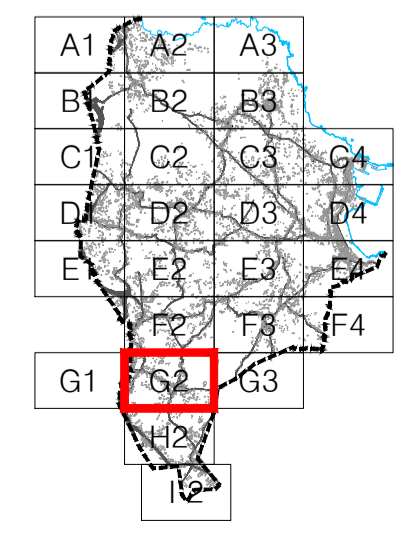 A1 A2 A3
B1 B2 B3
C1 C2 C3 C4
D1 D2 D3 D4
E1 E2 E3 E4
F2 F3 F4
G1 G2 G3
H2
I2